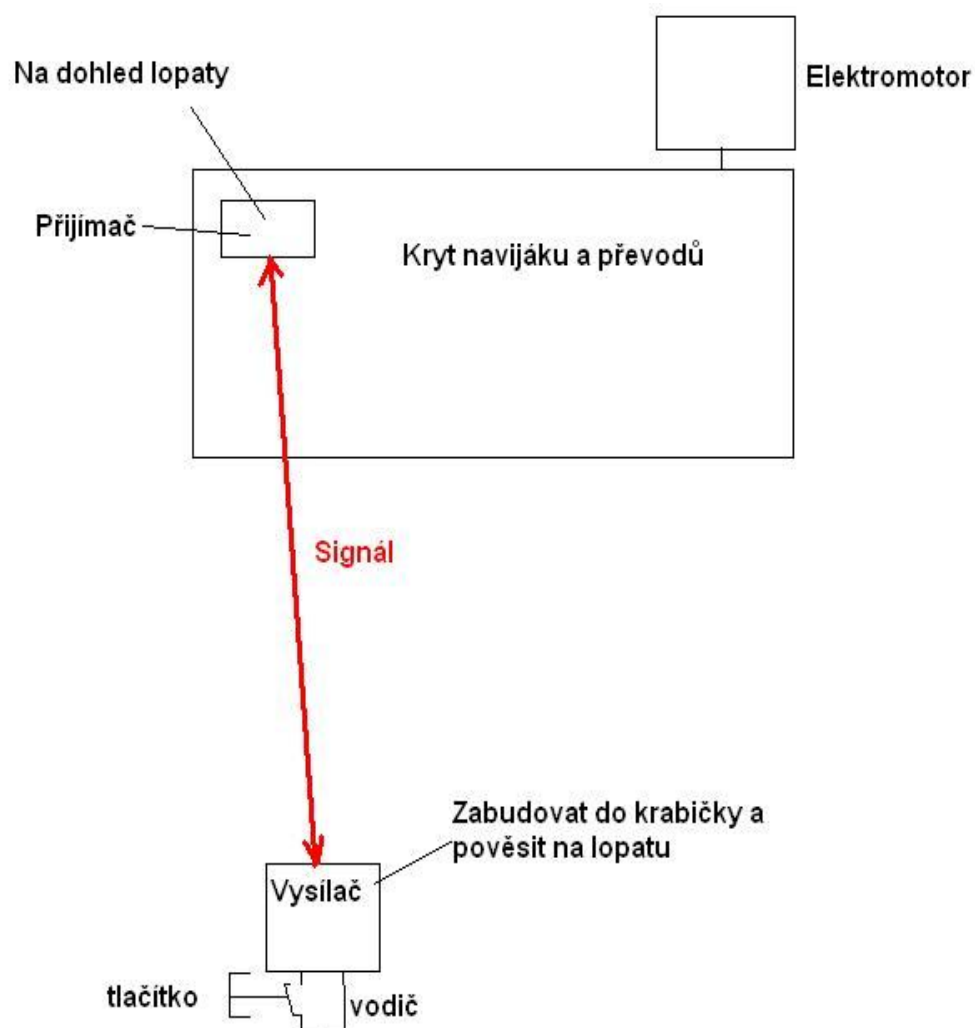 Na dohled lopaty
Elektromotor
Přijímač
Kryt navijáku a převodů
Signál
Zabudovat do krabičky a
pověsit na lopatu
Vysílač
tlačítko
vodič